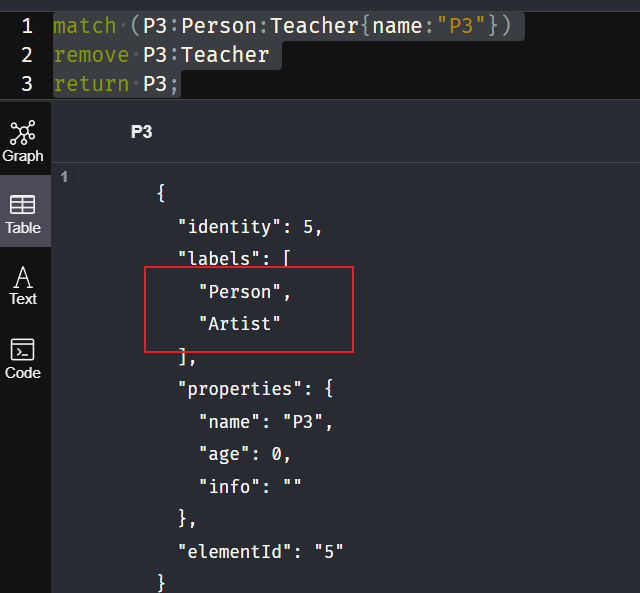 1 match (P3:Person:Teacher{name:"P3"})
2 remove P3:Teacher
3 return P3;
Graph
Table
Text
Code
P3
1
{
"identity": 5,
"labels": [
"Person",
"Artist"
],
"properties": {
"name": "P3",
"age": 0,
"info": ""
},
"elementId": "5"
}